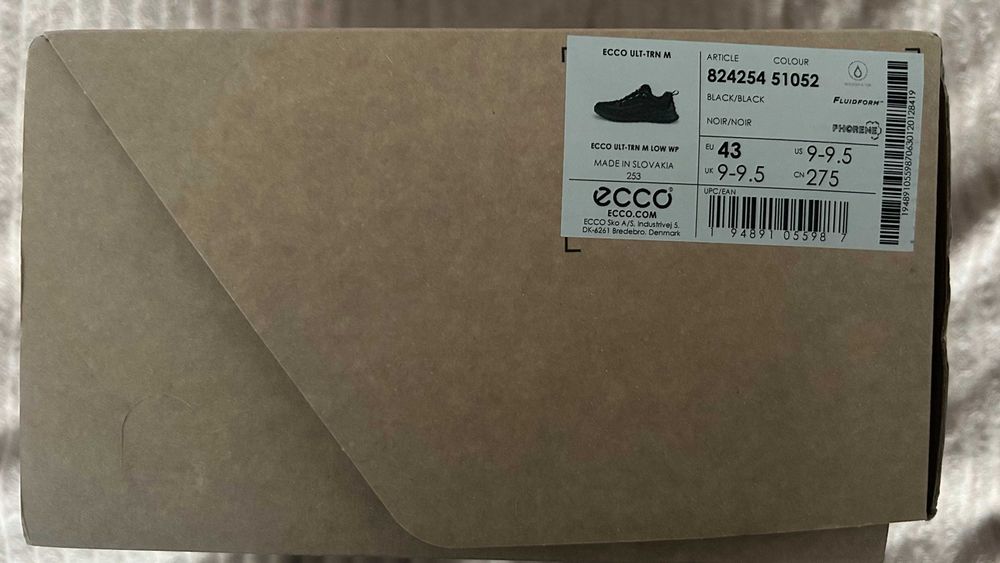 ECCO ULT-TRN M
ECCO ULT-TRN M LOW WP
MADE IN SLOVAKIA
253
ecco®
ECCO.COM
ECCO Sko A/S, Industrivej 5,
DK-6261 Bredebro, Denmark
ARTICLE COLOUR
824254 51052
BLACK/BLACK
NOIR/NOIR
FLUIDFORM™
PHORENE
EU 43 US 9-9.5
UK 9-9.5 CN 275
UPC/EAN
1 94891 05598 7